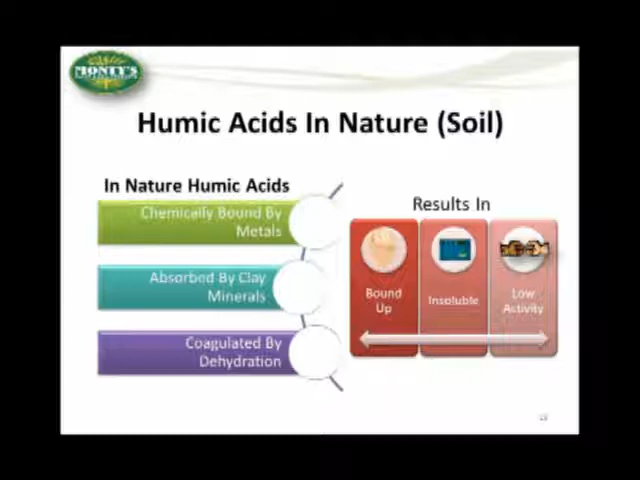 MONTY'S
Humic Acids In Nature (Soil)
In Nature Humic Acids
Chemically Bound By
Metals
Absorbed By Clay
Minerals
Coagulated By
Dehydration
Results In
Bound
Up
Insoluble
Low
Activity